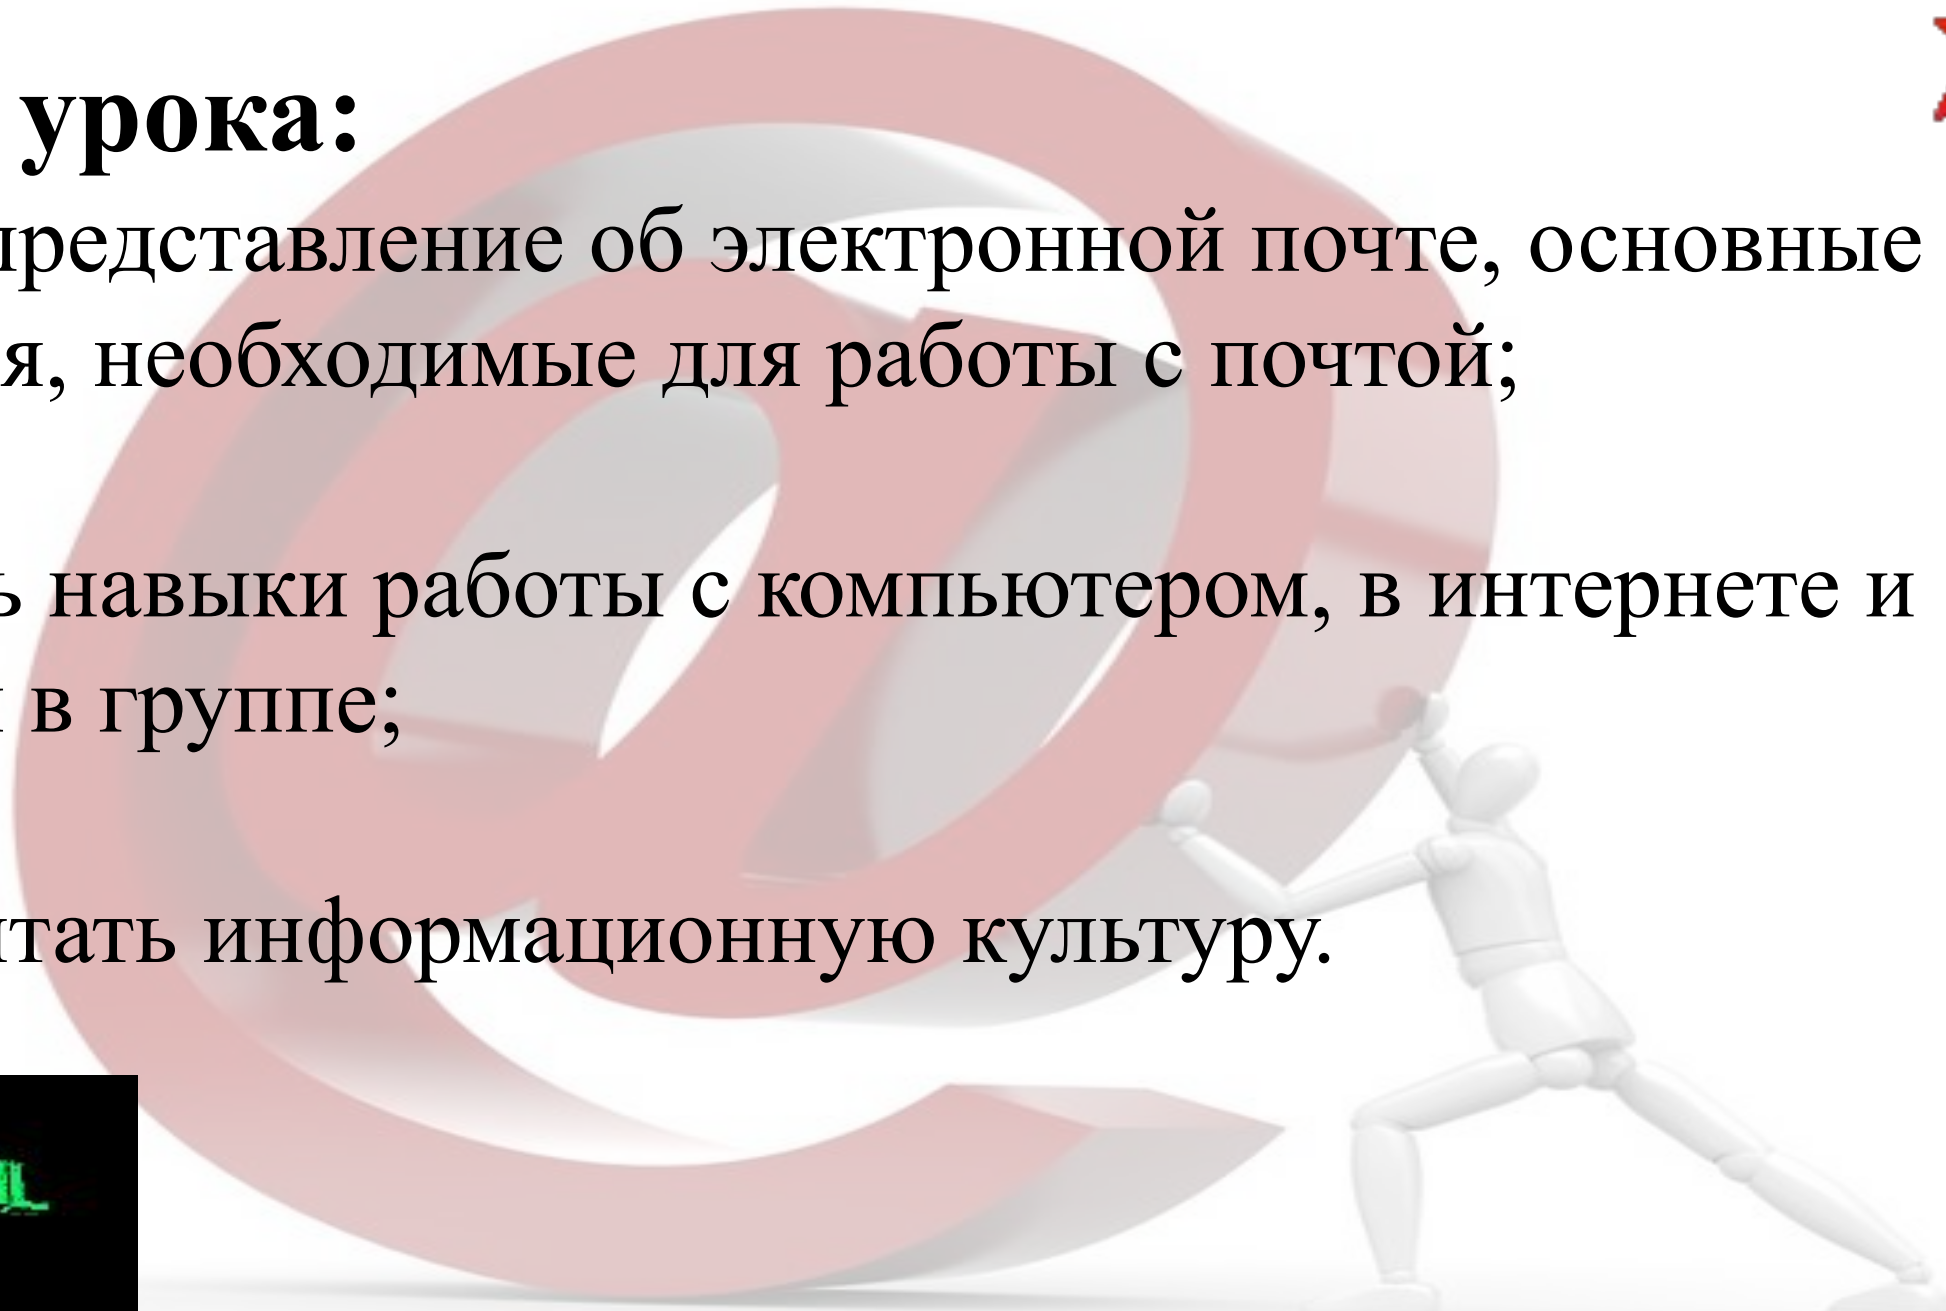 урока:
представление об электронной почте, основные
я, необходимые для работы с почтой;
ь навыки работы с компьютером, в интернете и
в группе;
тать информационную культуру.